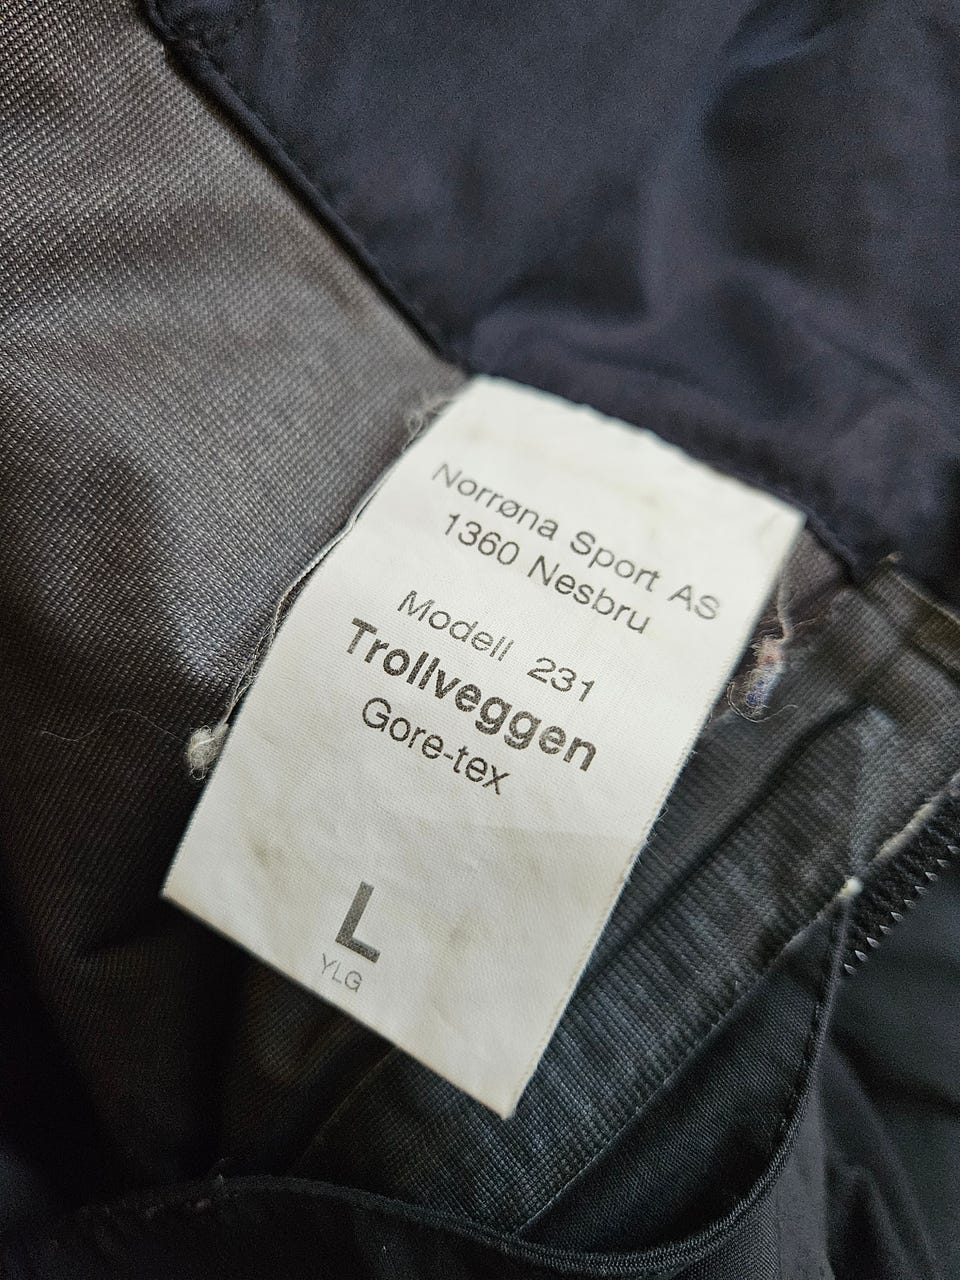 Norrøna Sport AS
1360 Nesbru
Modell 231
Trollveggen
Gore-tex
L
YLG